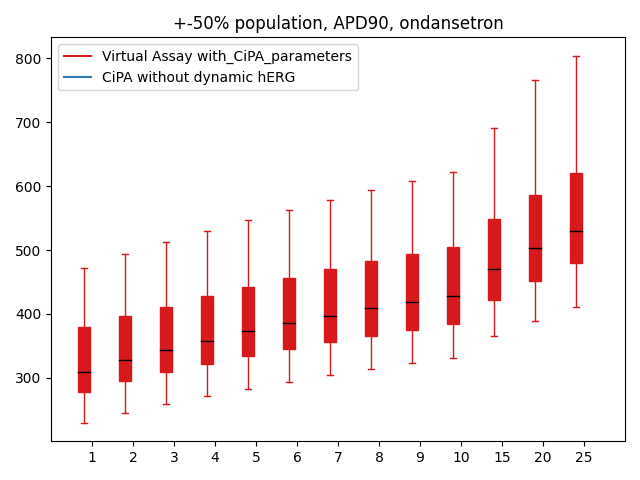 +-50% population, APD90, ondansetron
Virtual Assay with_CiPA_parameters
CiPA without dynamic hERG
800
700
600
500
400
300
1 2 3 4 5 6 7 8 9 10 15 20 25